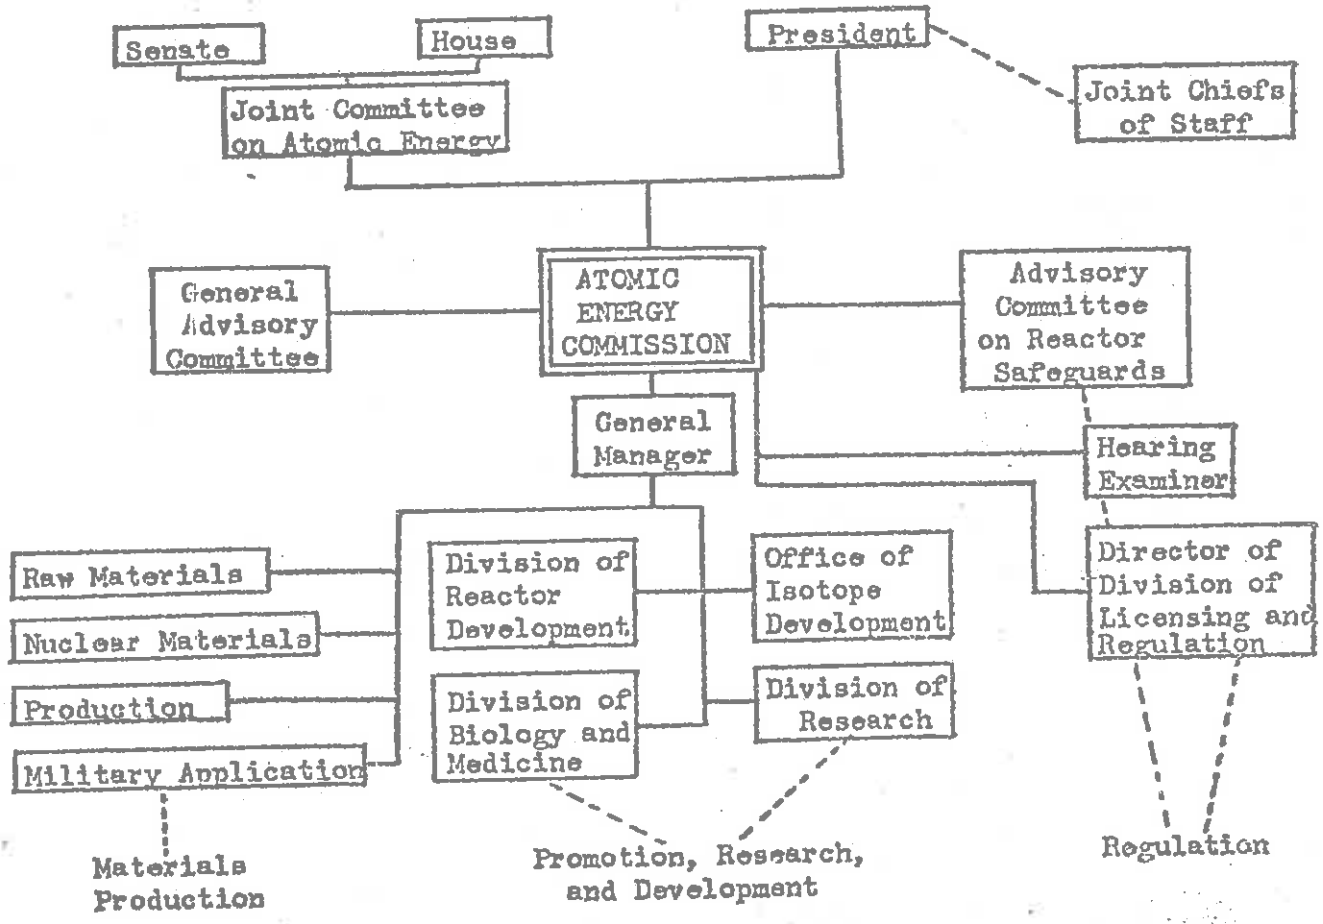 Senate
House
President
Joint Committee
on Atomic Energy
Joint Chiefs
of Staff
General
Advisory
Committee
ATOMIC
ENERGY
COMMISSION
Advisory
Committee
on Reactor
Safeguards
General
Manager
Hearing
Examiner
Raw Materials
Nuclear Materials
Production
Military Application
Division of
Reactor
Development
Office of
Isotope
Development
Division of
Biology and
Medicine
Division of
Research
Director of
Division of
Licensing and
Regulation
Materials
Production
Promotion, Research,
and Development
Regulation